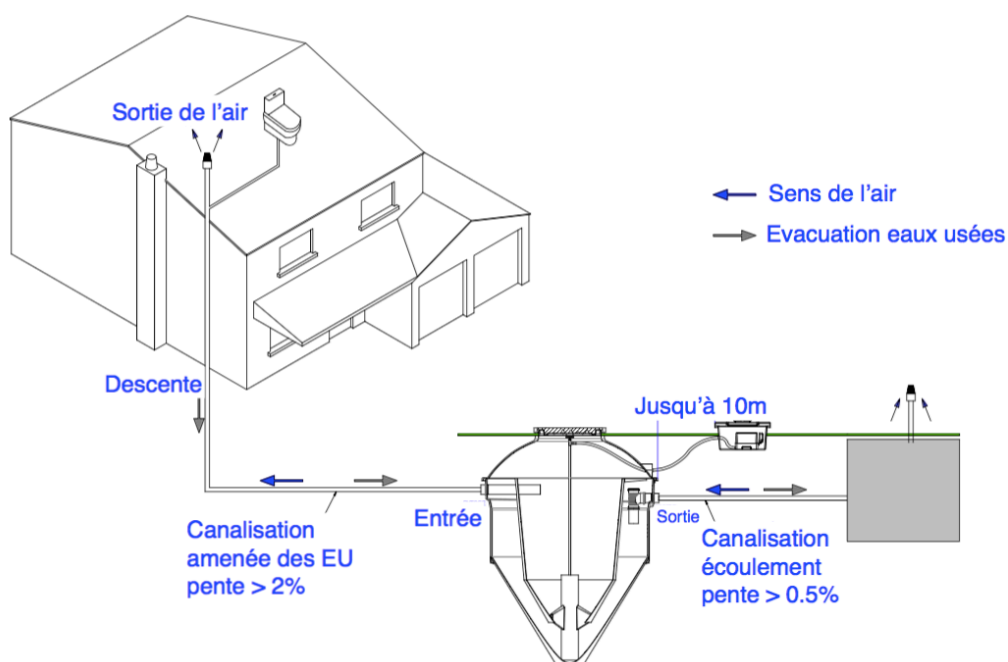 Sortie de l'air
Sens de l'air
Evacuation eaux usées
Descente
Jusqu'à 10m
Entrée
Sortie
Canalisation
amenée des EU
pente > 2%
Canalisation
écoulement
pente > 0.5%